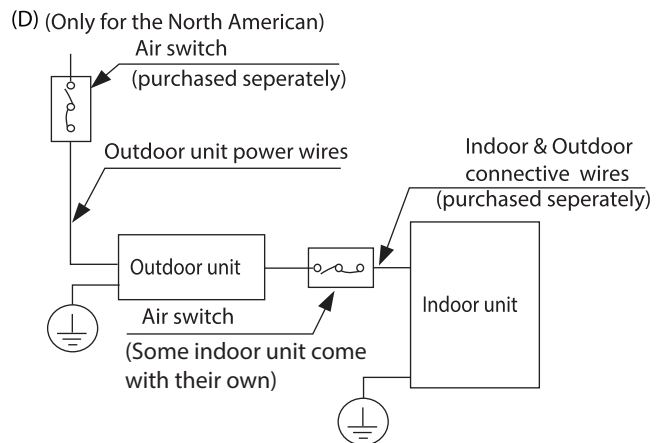 (D) (Only for the North American)
Air switch
(purchased seperately)
Outdoor unit power wires
Indoor & Outdoor
connective wires
(purchased seperately)
Outdoor unit
Indoor unit
Air switch
(Some indoor unit come
with their own)